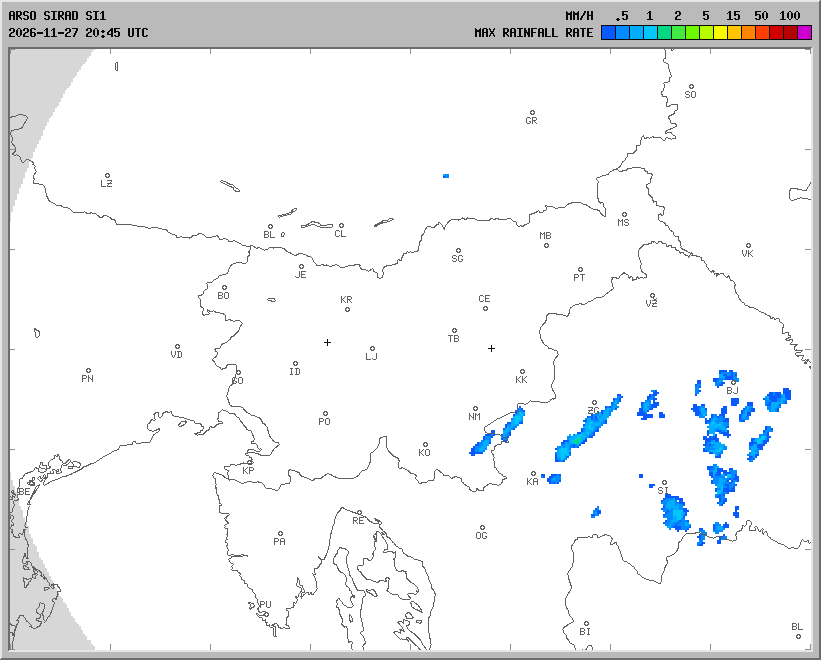 ARSO SIRAD SI1
2026-11-27 20:45 UTC
MM/H .5 1 2 5 15 50 100
MAX RAINFALL RATE
SO
GR
LZ
MS
BL
CL
MB
VK
SG
JE
PT
BO
KR
CE
VZ
TB
VD
LJ
PN
GO
ID
KK
BJ
ZG
NM
PO
KO
KP
KA
BE
SI
RE
OG
PA
PU
BI
BL